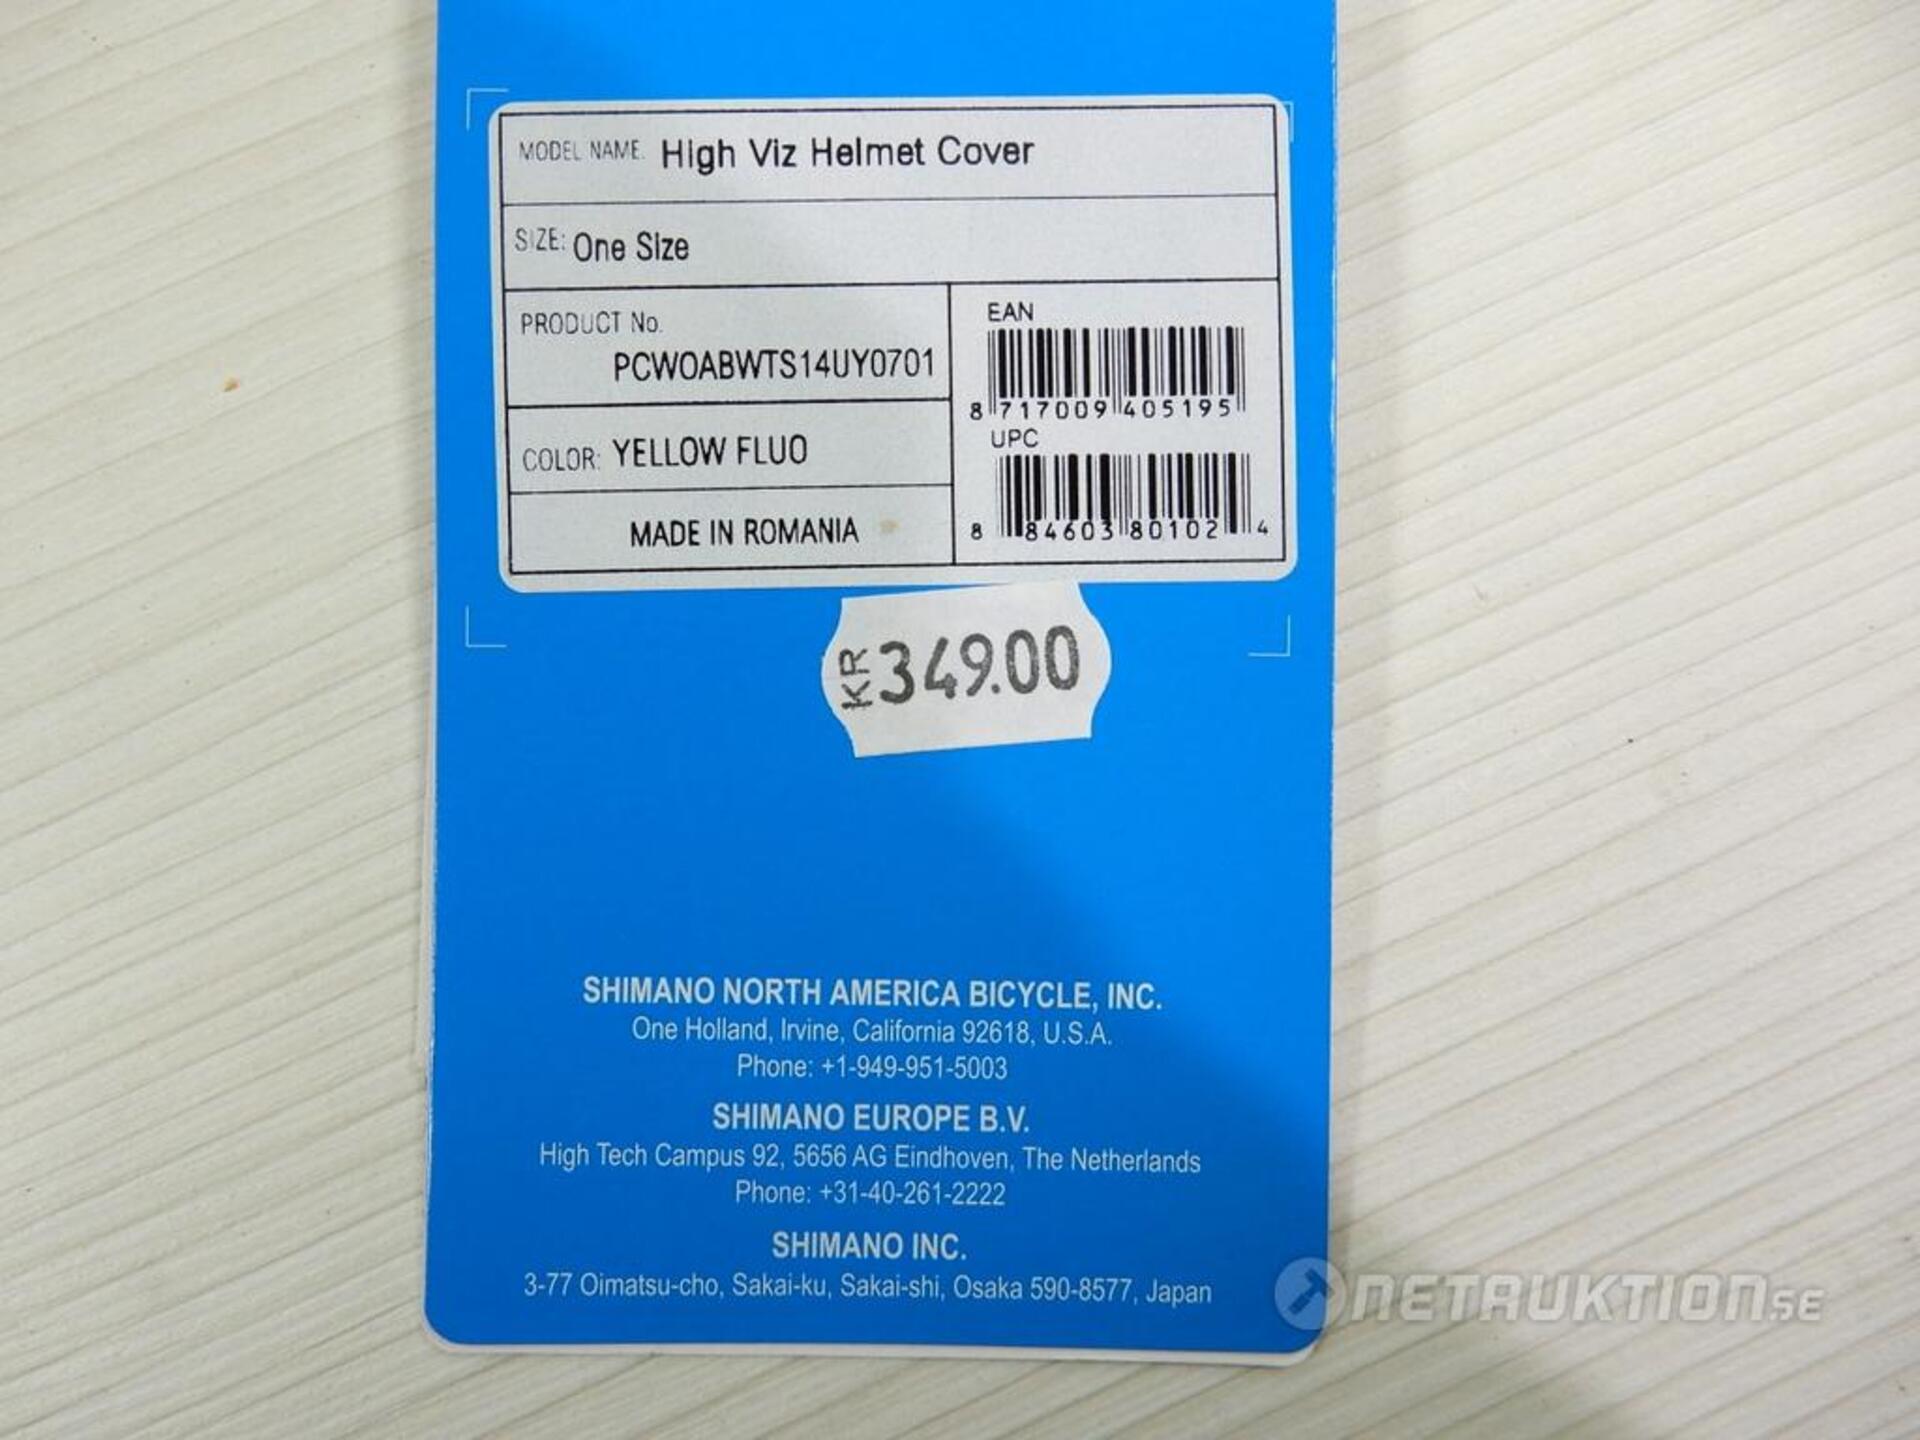 MODEL NAME: High Viz Helmet Cover
SIZE: One Size
PRODUCT No.
PCWOABWTS14UY0701
COLOR: YELLOW FLUO
MADE IN ROMANIA
EAN
8 717009 405195
UPC
8 84603 80102 4
KR 349.00
SHIMANO NORTH AMERICA BICYCLE, INC.
One Holland, Irvine, California 92618, U.S.A.
Phone: +1-949-951-5003
SHIMANO EUROPE B.V.
High Tech Campus 92, 5656 AG Eindhoven, The Netherlands
Phone: +31-40-261-2222
SHIMANO INC.
3-77 Oimatsu-cho, Sakai-ku, Sakai-shi, Osaka 590-8577, Japan
NETAUKTION.SE